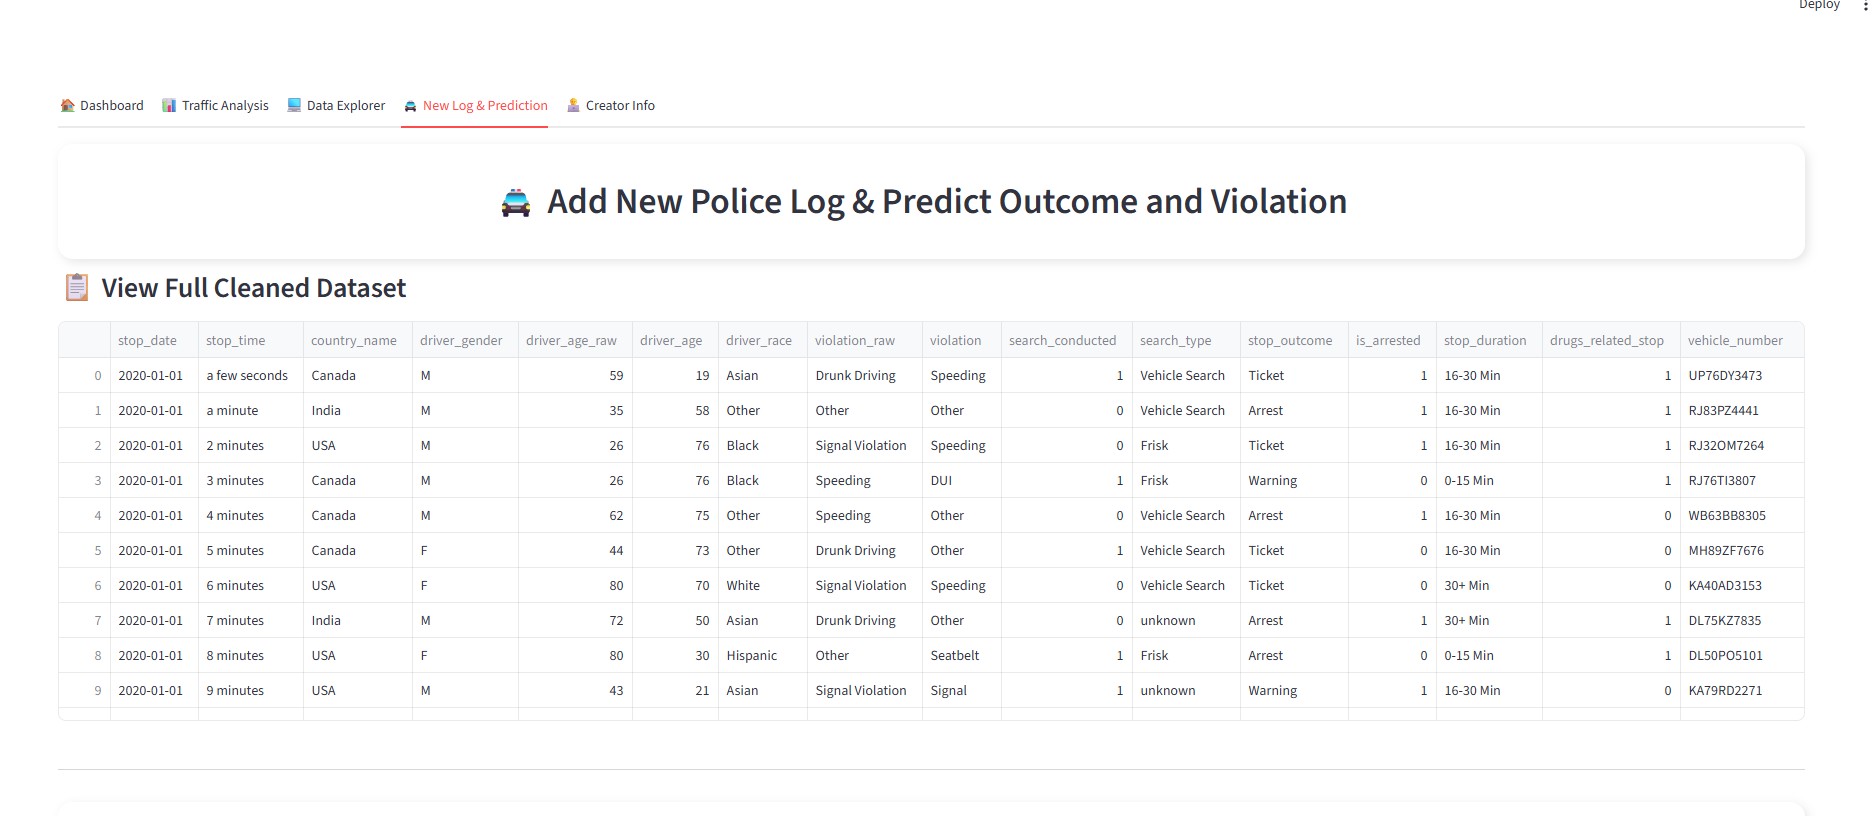 Deploy
Dashboard Traffic Analysis Data Explorer New Log & Prediction Creator Info
Add New Police Log & Predict Outcome and Violation
View Full Cleaned Dataset
stop_date stop_time country_name driver_gender driver_age_raw driver_age driver_race violation_raw violation search_conducted search_type stop_outcome is_arrested stop_duration drugs_related_stop vehicle_number
0 2020-01-01 a few seconds Canada M 59 19 Asian Drunk Driving Speeding 1 Vehicle Search Ticket 1 16-30 Min 1 UP76DY3473
1 2020-01-01 a minute India M 35 58 Other Other Other 0 Vehicle Search Arrest 1 16-30 Min 1 RJ83PZ4441
2 2020-01-01 2 minutes USA M 26 76 Black Signal Violation Speeding 0 Frisk Ticket 1 16-30 Min 1 RJ32OM7264
3 2020-01-01 3 minutes Canada M 26 76 Black Speeding DUI 1 Frisk Warning 0 0-15 Min 1 RJ76TI3807
4 2020-01-01 4 minutes Canada M 62 75 Other Speeding Other 0 Vehicle Search Arrest 1 16-30 Min 0 WB63BB8305
5 2020-01-01 5 minutes Canada F 44 73 Other Drunk Driving Other 1 Vehicle Search Ticket 0 16-30 Min 0 MH89ZF7676
6 2020-01-01 6 minutes USA F 80 70 White Signal Violation Speeding 0 Vehicle Search Ticket 0 30+ Min 0 KA40AD3153
7 2020-01-01 7 minutes India M 72 50 Asian Drunk Driving Other 0 unknown Arrest 1 30+ Min 1 DL75KZ7835
8 2020-01-01 8 minutes USA F 80 30 Hispanic Other Seatbelt 1 Frisk Arrest 0 0-15 Min 1 DL50PO5101
9 2020-01-01 9 minutes USA M 43 21 Asian Signal Violation Signal 1 unknown Warning 1 16-30 Min 0 KA79RD2271